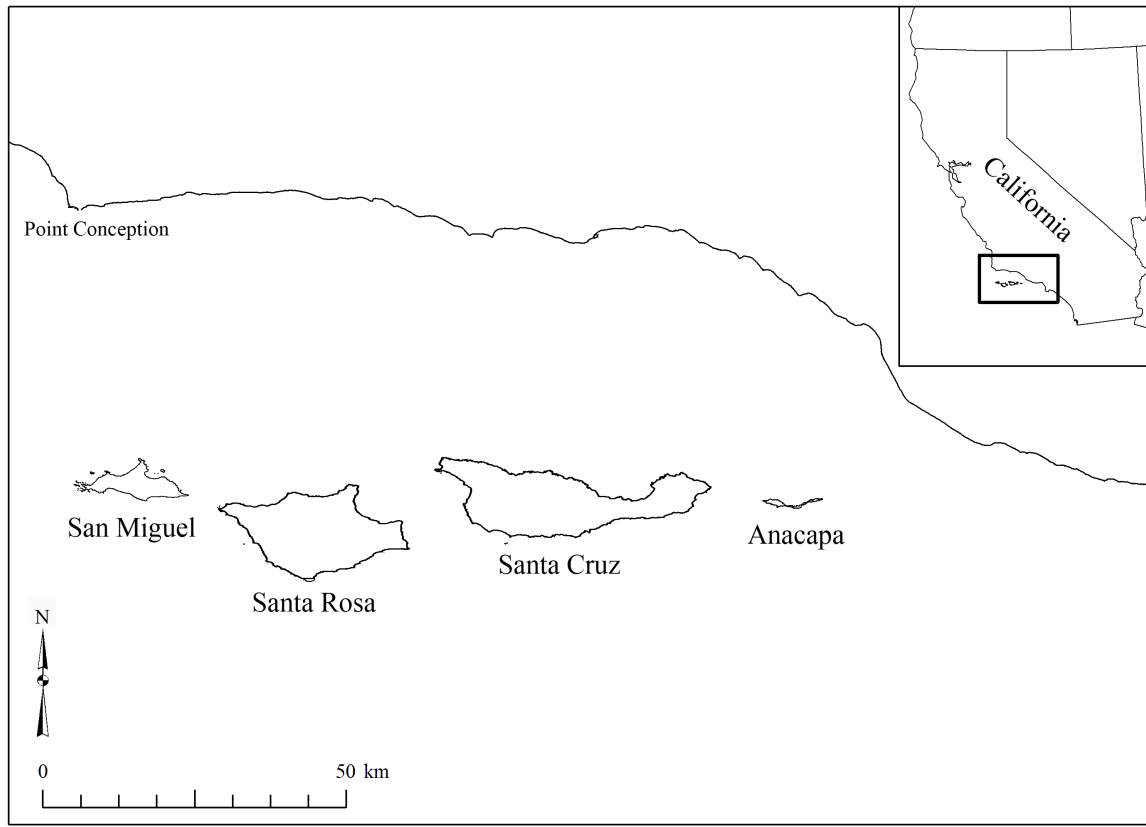 California
Point Conception
San Miguel
Santa Rosa
Santa Cruz
Anacapa
N
0 50 km